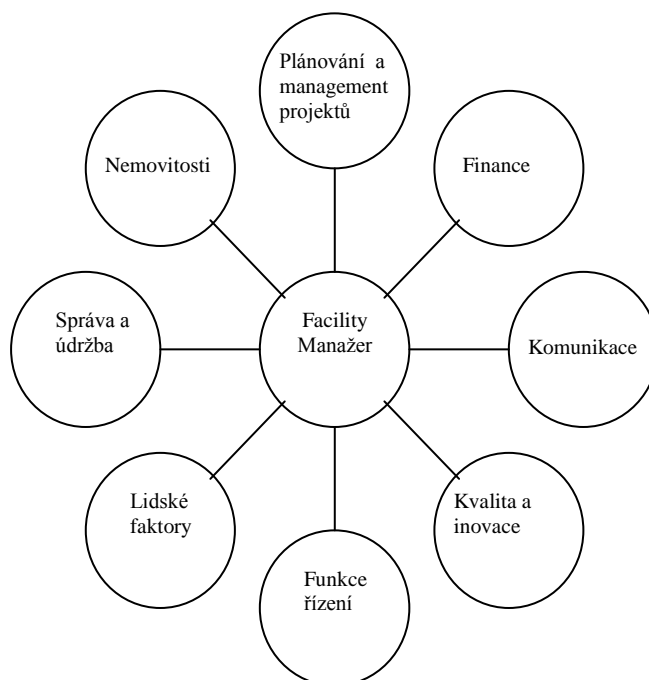 Plánování a
management
projektů
Nemovitosti
Finance
Správa a
údržba
Facility
Manažer
Komunikace
Lidské
faktory
Kvalita a
inovace
Funkce
řízení